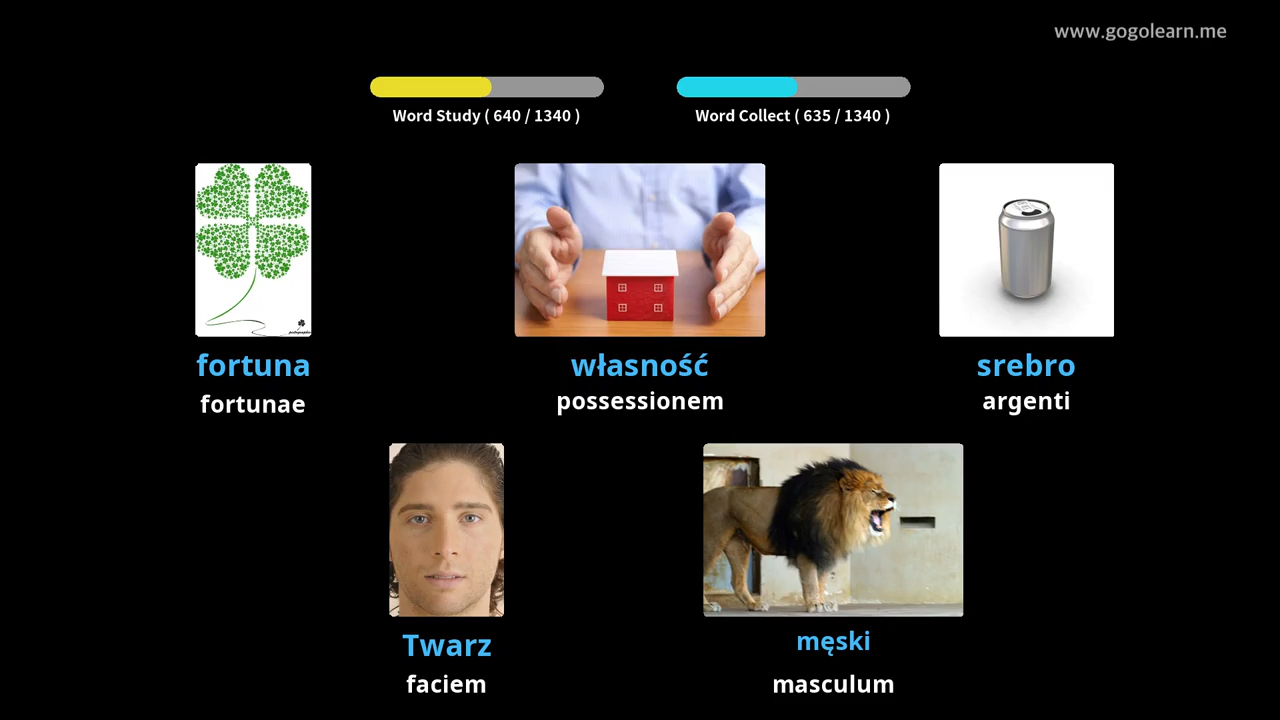 www.gogolearn.me
Word Study ( 640 / 1340 )
Word Collect ( 635 / 1340 )
fortuna
fortunae
własność
possessionem
srebro
argenti
Twarz
faciem
męski
masculum